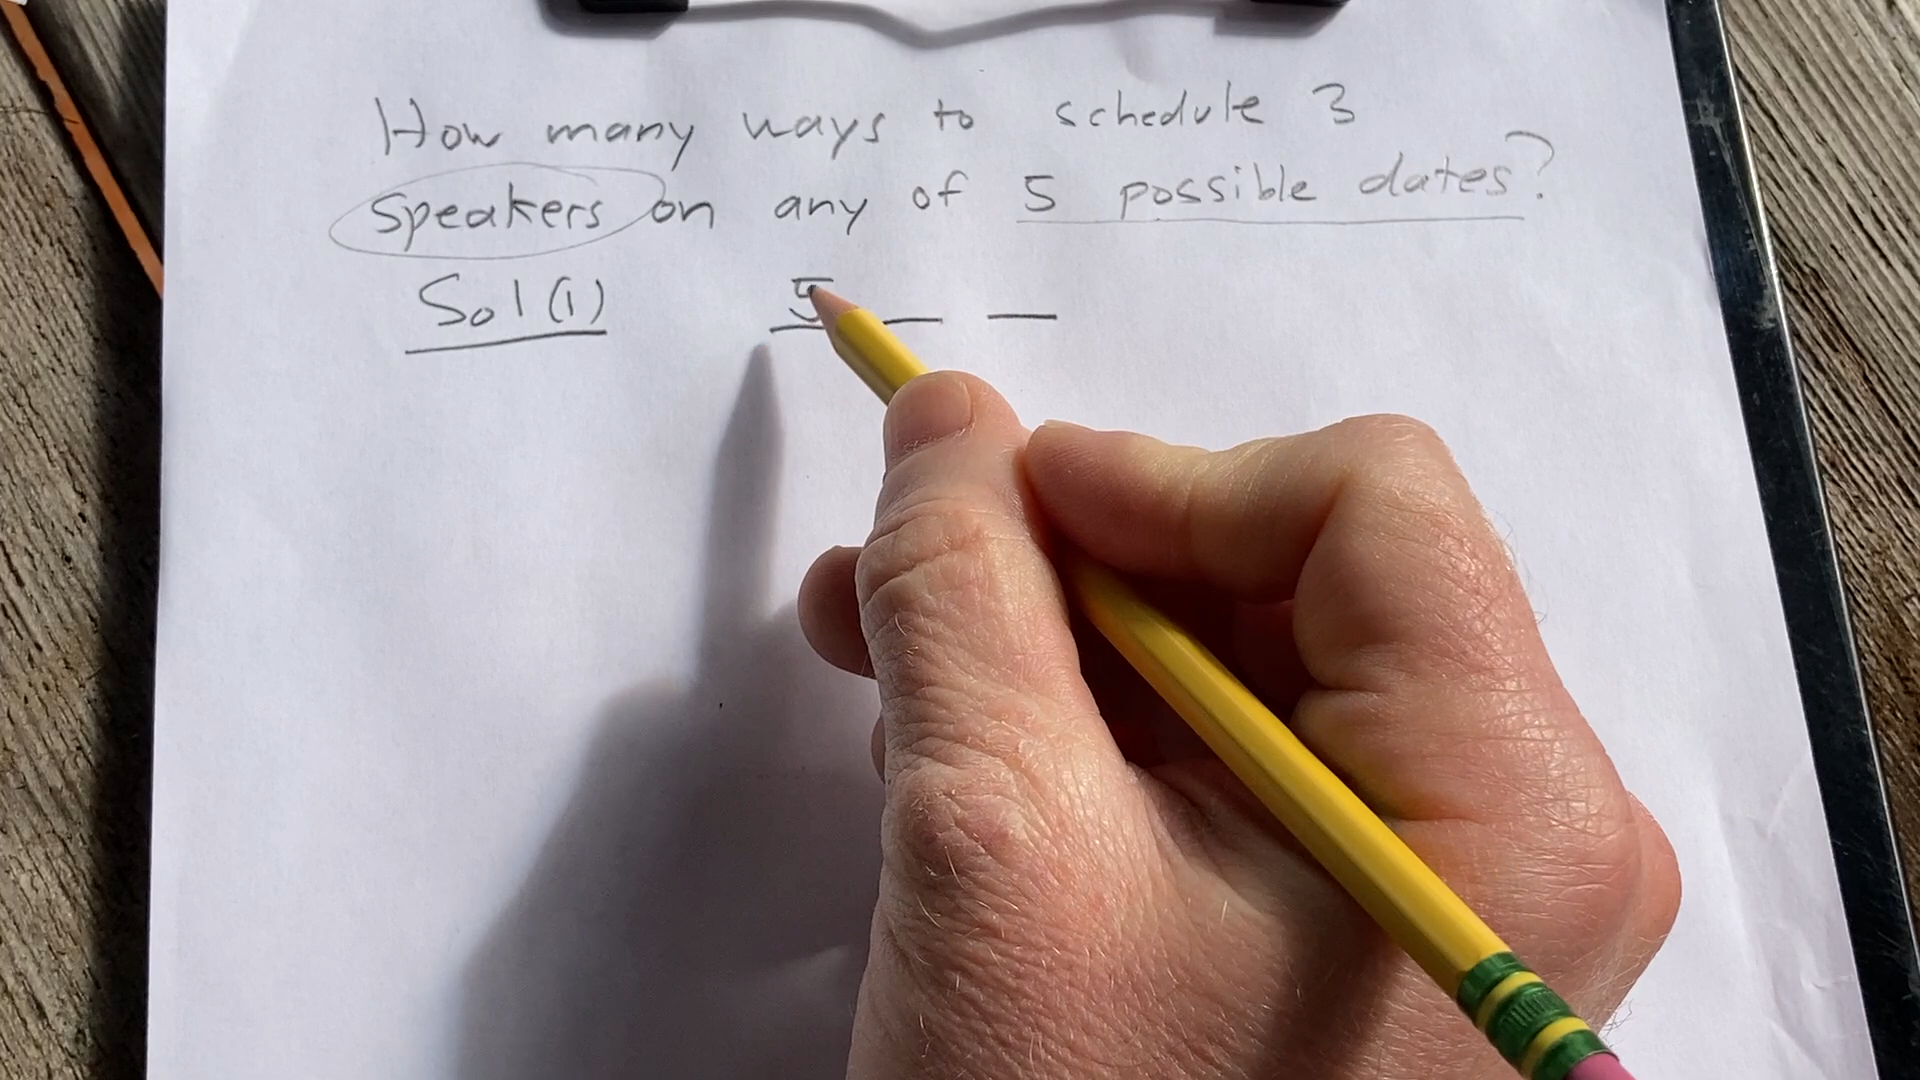 How many ways to schedule 3
speakers on any of 5 possible dates?
Sol (1) 5